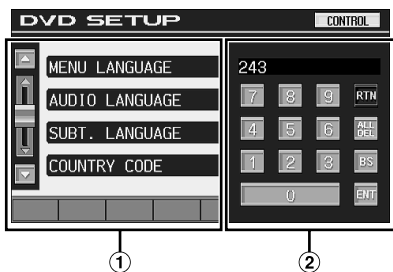 DVD SETUP
CONTROL
MENU LANGUAGE
AUDIO LANGUAGE
SUBT. LANGUAGE
COUNTRY CODE
243
7 8 9 RTN
4 5 6 ALL DEL
1 2 3 BS
0 ENT
1 2